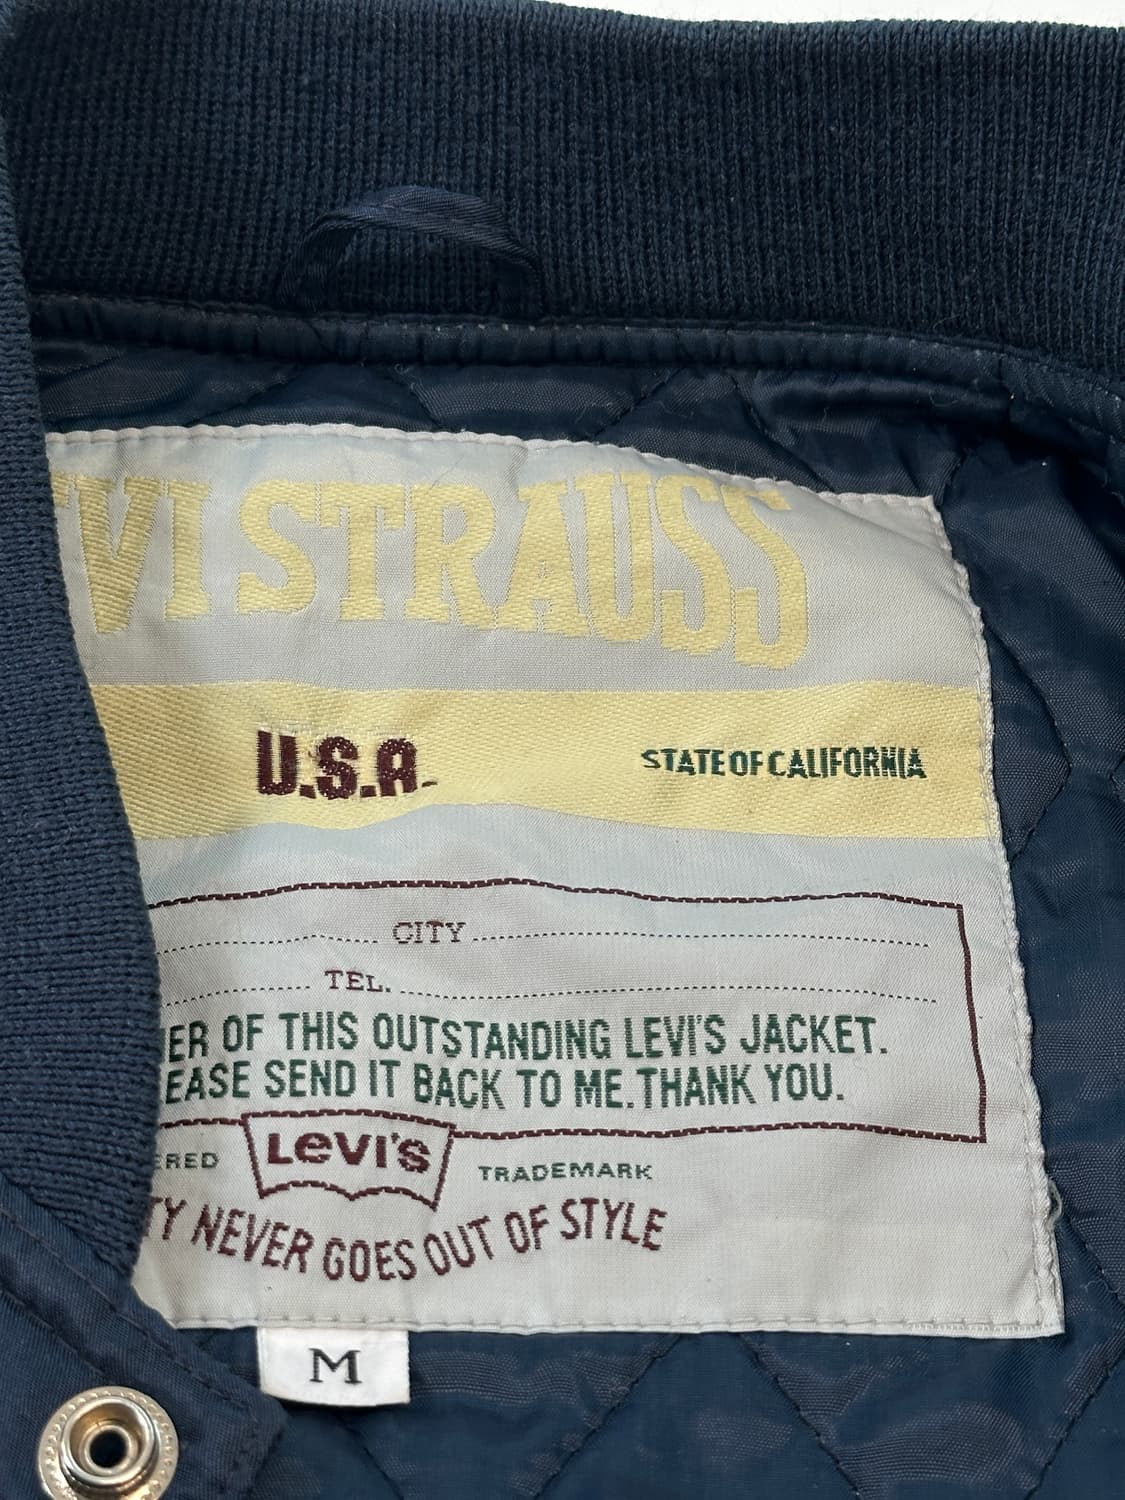 EVI STRAUSS
U.S.A. STATE OF CALIFORNIA
CITY
TEL.
ER OF THIS OUTSTANDING LEVI'S JACKET.
EASE SEND IT BACK TO ME. THANK YOU.
ERED LEVI'S TRADEMARK
TY NEVER GOES OUT OF STYLE
M